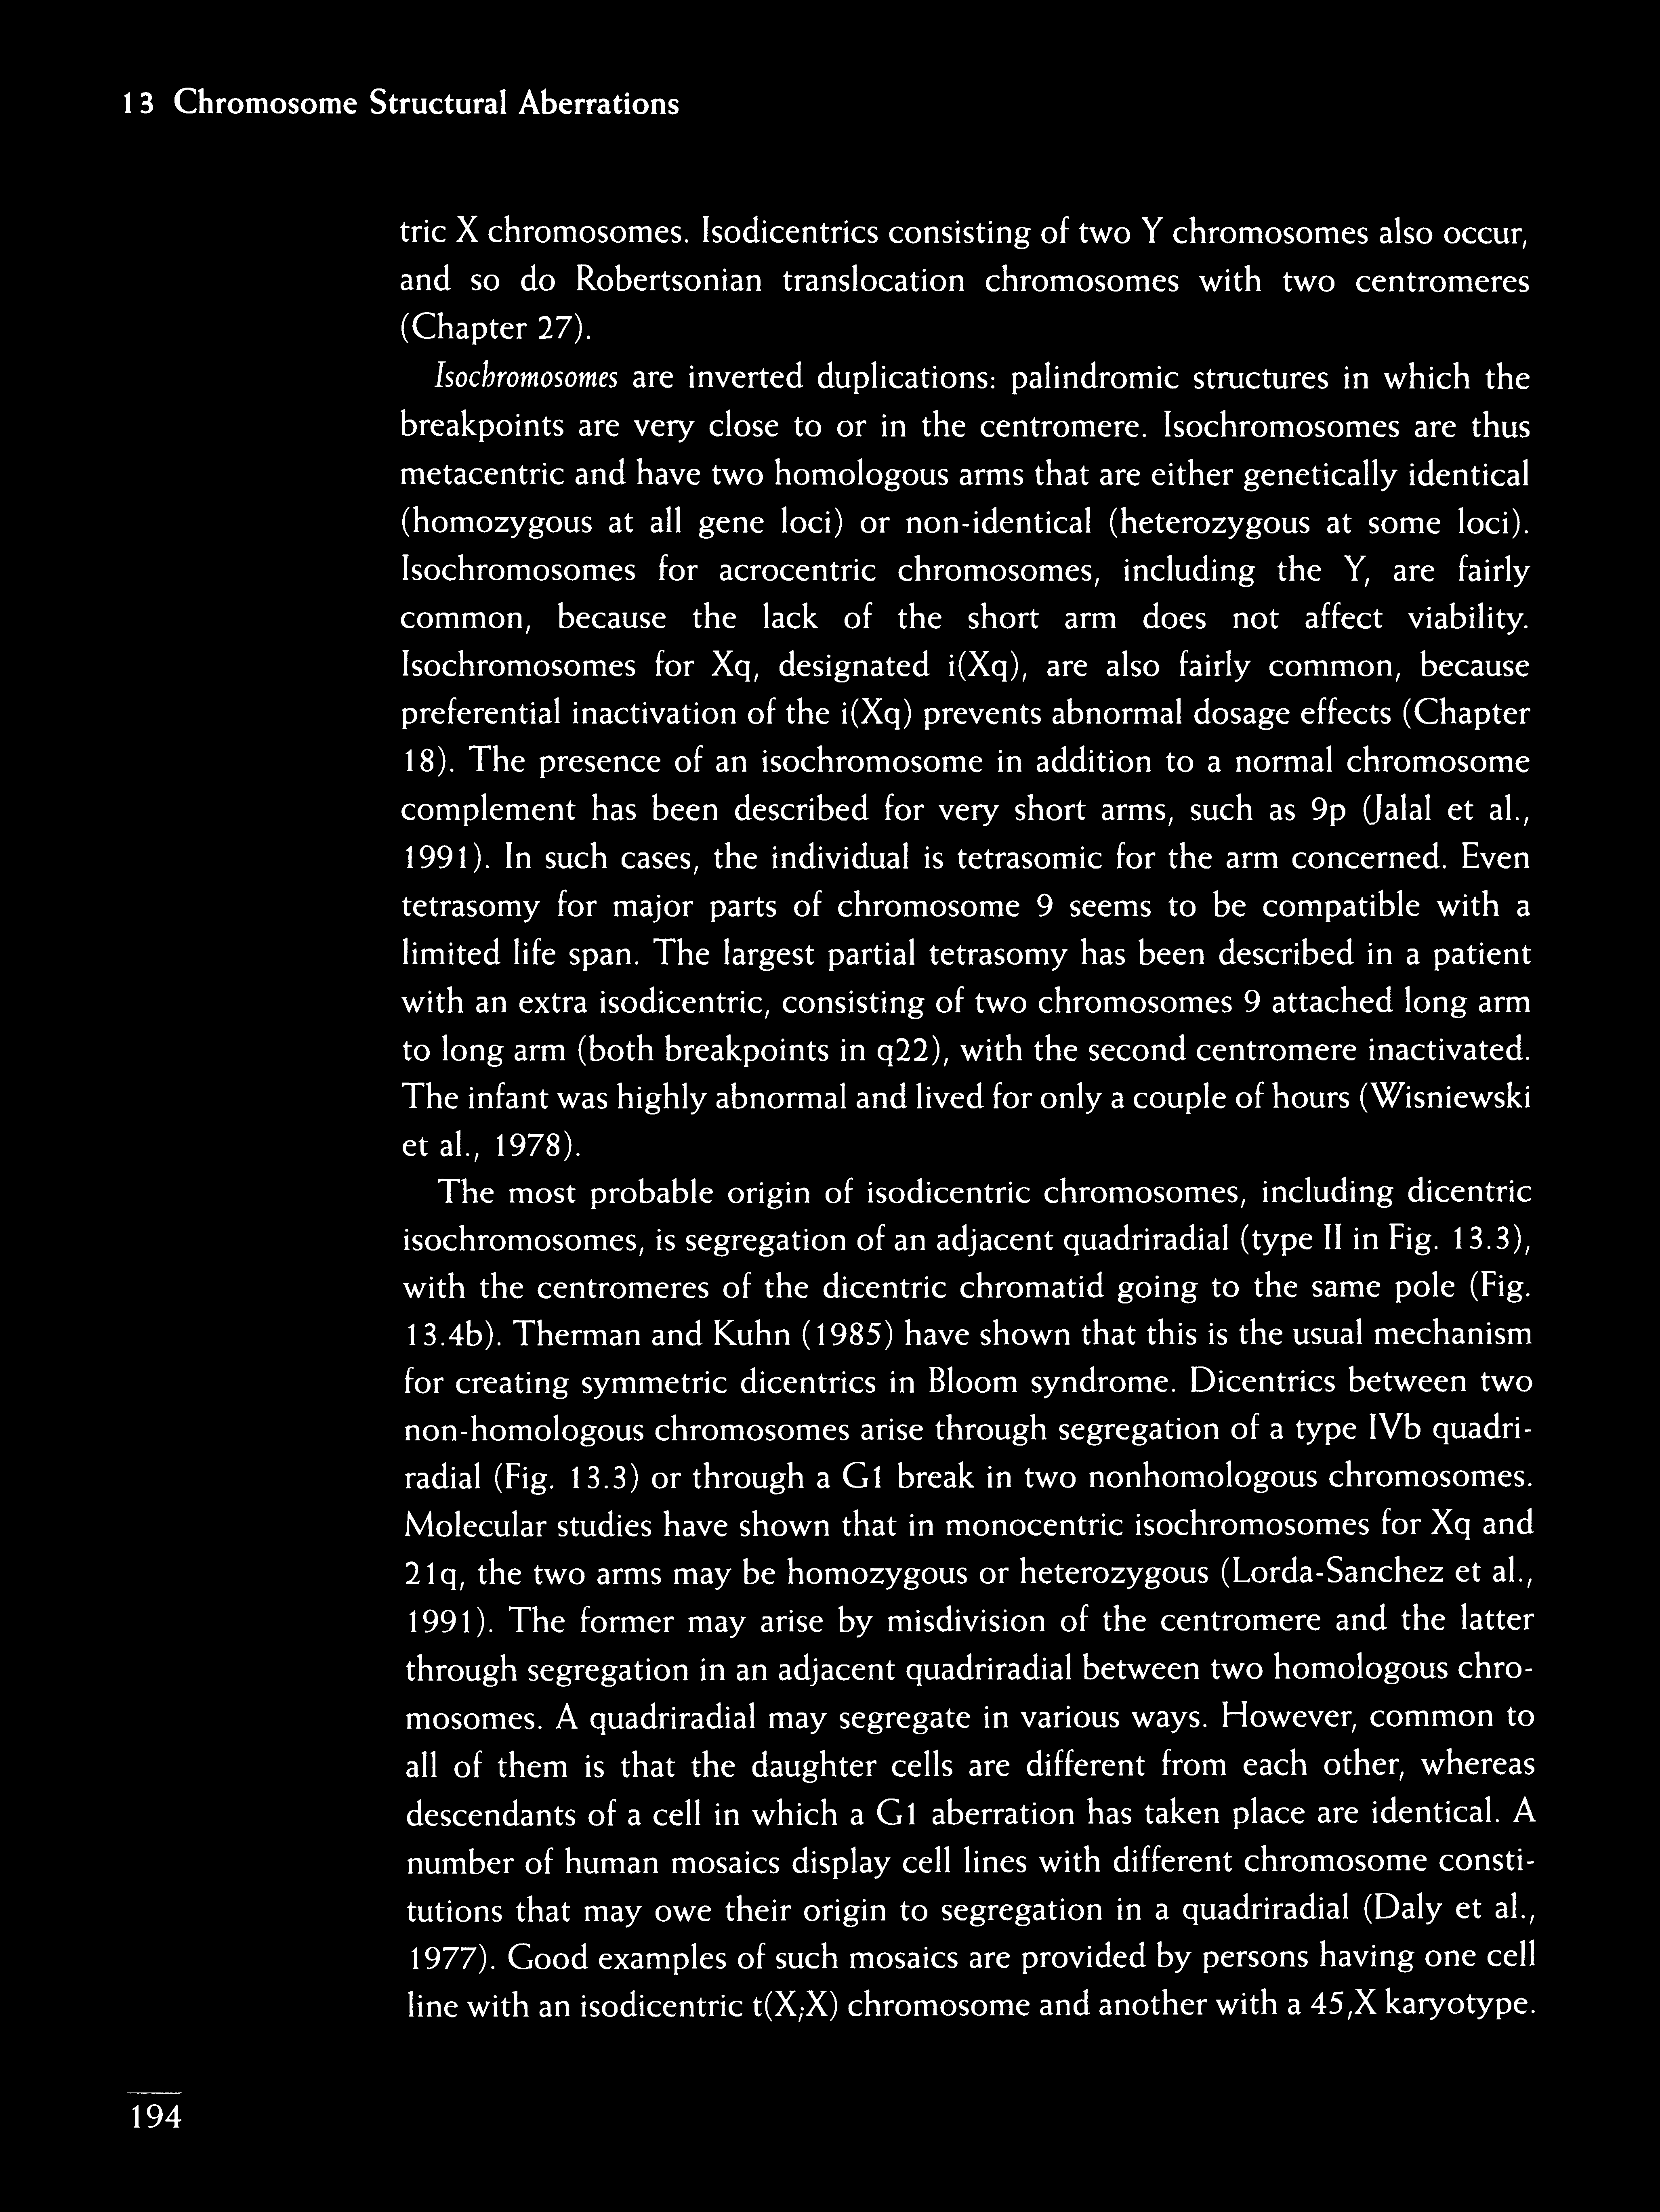 13 Chromosome Structural Aberrations
tric X chromosomes. Isodicentrics consisting of two Y chromosomes also occur,
and so do Robertsonian translocation chromosomes with two centromeres
(Chapter 27).
Isochromosomes are inverted duplications: palindromic structures in which the
breakpoints are very close to or in the centromere. Isochromosomes are thus
metacentric and have two homologous arms that are either genetically identical
(homozygous at all gene loci) or non-identical (heterozygous at some loci).
Isochromosomes for acrocentric chromosomes, including the Y, are fairly
common, because the lack of the short arm does not affect viability.
Isochromosomes for Xq, designated i(Xq), are also fairly common, because
preferential inactivation of the i(Xq) prevents abnormal dosage effects (Chapter
18). The presence of an isochromosome in addition to a normal chromosome
complement has been described for very short arms, such as 9p (Jalal et al.,
1991). In such cases, the individual is tetrasomic for the arm concerned. Even
tetrasomy for major parts of chromosome 9 seems to be compatible with a
limited life span. The largest partial tetrasomy has been described in a patient
with an extra isodicentric, consisting of two chromosomes 9 attached long arm
to long arm (both breakpoints in q22), with the second centromere inactivated.
The infant was highly abnormal and lived for only a couple of hours (Wisniewski
et al., 1978).
The most probable origin of isodicentric chromosomes, including dicentric
isochromosomes, is segregation of an adjacent quadriradial (type II in Fig. 13.3),
with the centromeres of the dicentric chromatid going to the same pole (Fig.
13.4b). Therman and Kuhn (1985) have shown that this is the usual mechanism
for creating symmetric dicentrics in Bloom syndrome. Dicentrics between two
non-homologous chromosomes arise through segregation of a type IVb quadri-
radial (Fig. 13.3) or through a G1 break in two nonhomologous chromosomes.
Molecular studies have shown that in monocentric isochromosomes for Xq and
21q, the two arms may be homozygous or heterozygous (Lorda-Sanchez et al.,
1991). The former may arise by misdivision of the centromere and the latter
through segregation in an adjacent quadriradial between two homologous chro-
mosomes. A quadriradial may segregate in various ways. However, common to
all of them is that the daughter cells are different from each other, whereas
descendants of a cell in which a G1 aberration has taken place are identical. A
number of human mosaics display cell lines with different chromosome consti-
tutions that may owe their origin to segregation in a quadriradial (Daly et al.,
1977). Good examples of such mosaics are provided by persons having one cell
line with an isodicentric t(X;X) chromosome and another with a 45,X karyotype.
194